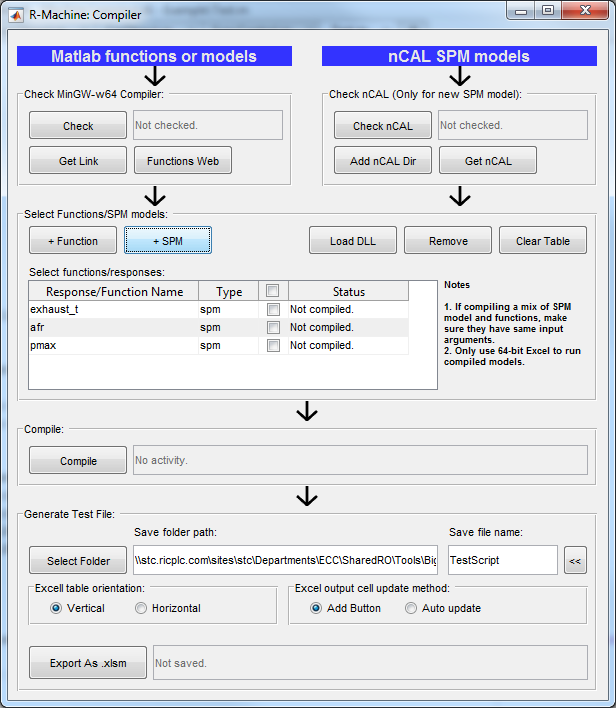 R-Machine: Compiler
Matlab functions or models
nCAL SPM models
Check MinGW-w64 Compiler:
Check nCAL (Only for new SPM model):
Check
Not checked.
Check nCAL
Not checked.
Get Link
Functions Web
Add nCAL Dir
Get nCAL
Select Functions/SPM models:
+ Function
+ SPM
Load DLL
Remove
Clear Table
Select functions/responses:
Response/Function Name Type Status
exhaust_t spm Not compiled.
afr spm Not compiled.
pmax spm Not compiled.
Notes
1. If compiling a mix of SPM
model and functions, make
sure they have same input
arguments.
2. Only use 64-bit Excel to run
compiled models.
Compile:
Compile
No activity.
Generate Test File:
Save folder path:
Save file name:
Select Folder
\\stc.ricplc.com\sites\stc\Departments\ECC\SharedRO\Tools\Big
TestScript
<<
Excell table orientation:
Excel output cell update method:
Vertical
Horizontal
Add Button
Auto update
Export As .xlsm
Not saved.